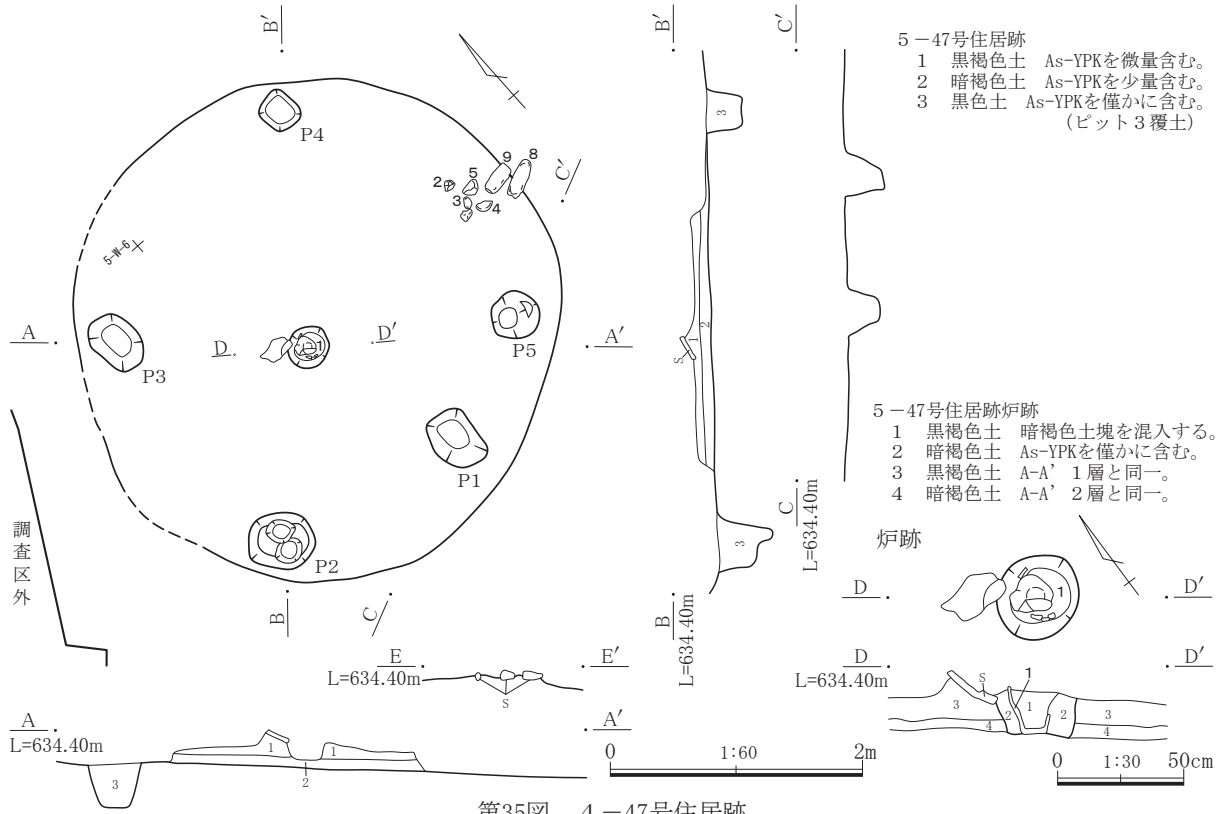 B′
B′
C′
5－47号住居跡
1　黒褐色土　As-YPKを微量含む。
2　暗褐色土　As-YPKを少量含む。
3　黒色土　As-YPKを僅かに含む。
（ピット３覆土）
P4
3
9
8
2
5
3
4
C′
5-W-6
A
D
D′
1
P5
A′
P3
2
1
S
P1
P2
調査区外
B
C
3
B
L=634.40m
C
L=634.40m
5－47号住居跡炉跡
1　黒褐色土　暗褐色土塊を混入する。
2　暗褐色土　As-YPKを僅かに含む。
3　黒褐色土　A-A’ 1層と同一。
4　暗褐色土　A-A’ 2層と同一。
炉跡
D
1
D′
E
L=634.40m
E′
S
D
L=634.40m
D′
S
1
3
2
1
2
3
4
4
A
L=634.40m
A′
1
1
3
2
0
1:60
2m
0
1:30
50cm
第35図　4－47号住居跡